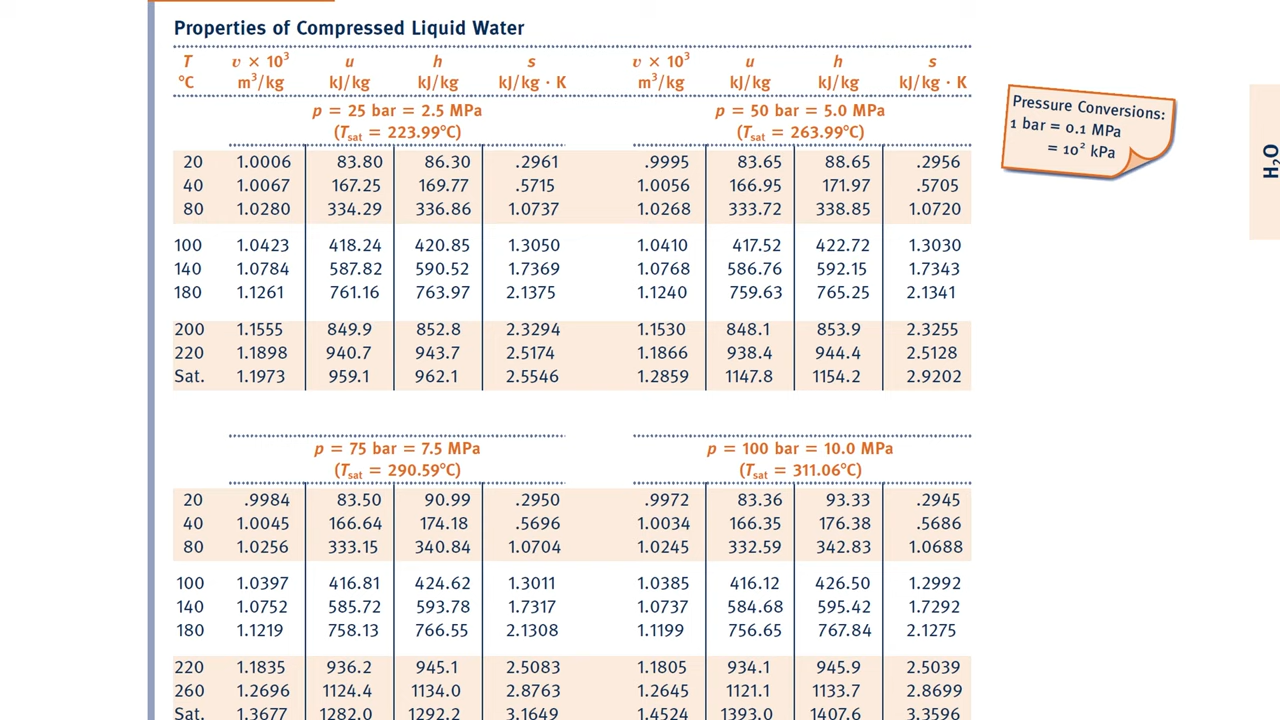 Properties of Compressed Liquid Water
T v × 10³ u h s v × 10³ u h s
°C m³/kg kJ/kg kJ/kg kJ/kg · K m³/kg kJ/kg kJ/kg kJ/kg · K
p = 25 bar = 2.5 MPa p = 50 bar = 5.0 MPa
(Tsat = 223.99°C) (Tsat = 263.99°C)
20 1.0006 83.80 86.30 .2961 .9995 83.65 88.65 .2956
40 1.0067 167.25 169.77 .5715 1.0056 166.95 171.97 .5705
80 1.0280 334.29 336.86 1.0737 1.0268 333.72 338.85 1.0720
100 1.0423 418.24 420.85 1.3050 1.0410 417.52 422.72 1.3030
140 1.0784 587.82 590.52 1.7369 1.0768 586.76 592.15 1.7343
180 1.1261 761.16 763.97 2.1375 1.1240 759.63 765.25 2.1341
200 1.1555 849.9 852.8 2.3294 1.1530 848.1 853.9 2.3255
220 1.1898 940.7 943.7 2.5174 1.1866 938.4 944.4 2.5128
Sat. 1.1973 959.1 962.1 2.5546 1.2859 1147.8 1154.2 2.9202
p = 75 bar = 7.5 MPa p = 100 bar = 10.0 MPa
(Tsat = 290.59°C) (Tsat = 311.06°C)
20 .9984 83.50 90.99 .2950 .9972 83.36 93.33 .2945
40 1.0045 166.64 174.18 .5696 1.0034 166.35 176.38 .5686
80 1.0256 333.15 340.84 1.0704 1.0245 332.59 342.83 1.0688
100 1.0397 416.81 424.62 1.3011 1.0385 416.12 426.50 1.2992
140 1.0752 585.72 593.78 1.7317 1.0737 584.68 595.42 1.7292
180 1.1219 758.13 766.55 2.1308 1.1199 756.65 767.84 2.1275
220 1.1835 936.2 945.1 2.5083 1.1805 934.1 945.9 2.5039
260 1.2696 1124.4 1134.0 2.8763 1.2645 1121.1 1133.7 2.8699
Sat. 1.3677 1282.0 1292.2 3.1649 1.4524 1393.0 1407.6 3.3596
Pressure Conversions:
1 bar = 0.1 MPa
= 10² kPa
H₂O